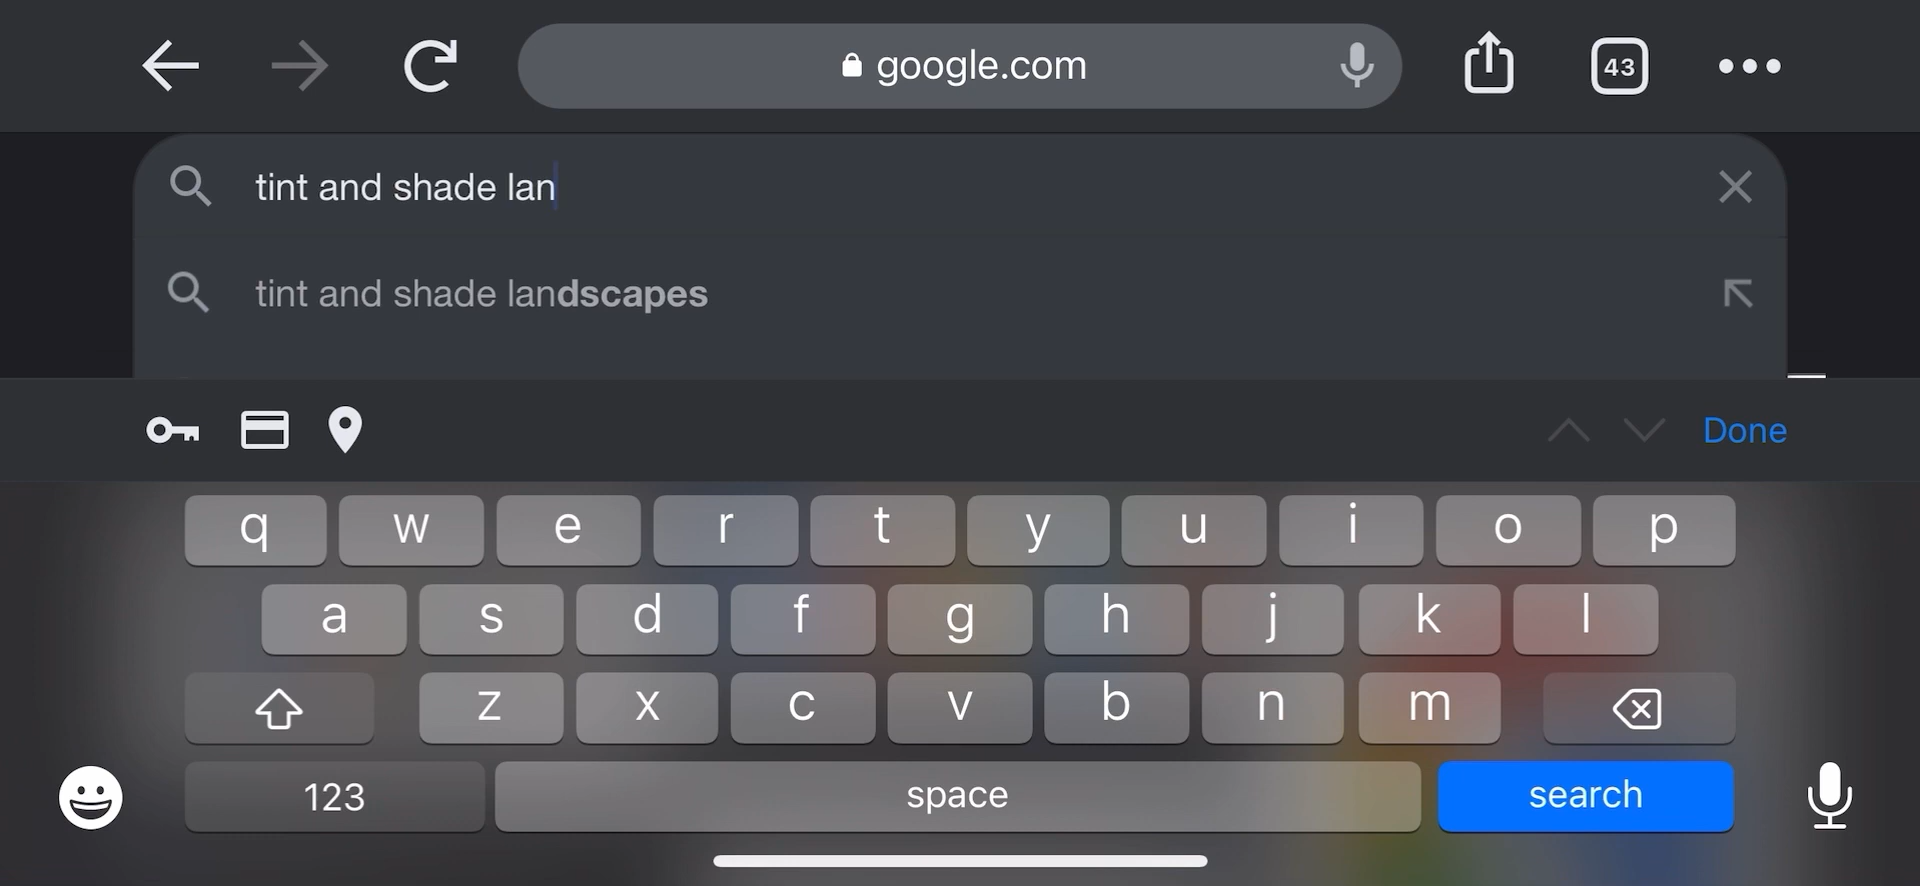 google.com
43
tint and shade lan
tint and shade landscapes
Done
q w e r t y u i o p
a s d f g h j k l
z x c v b n m
123 space search